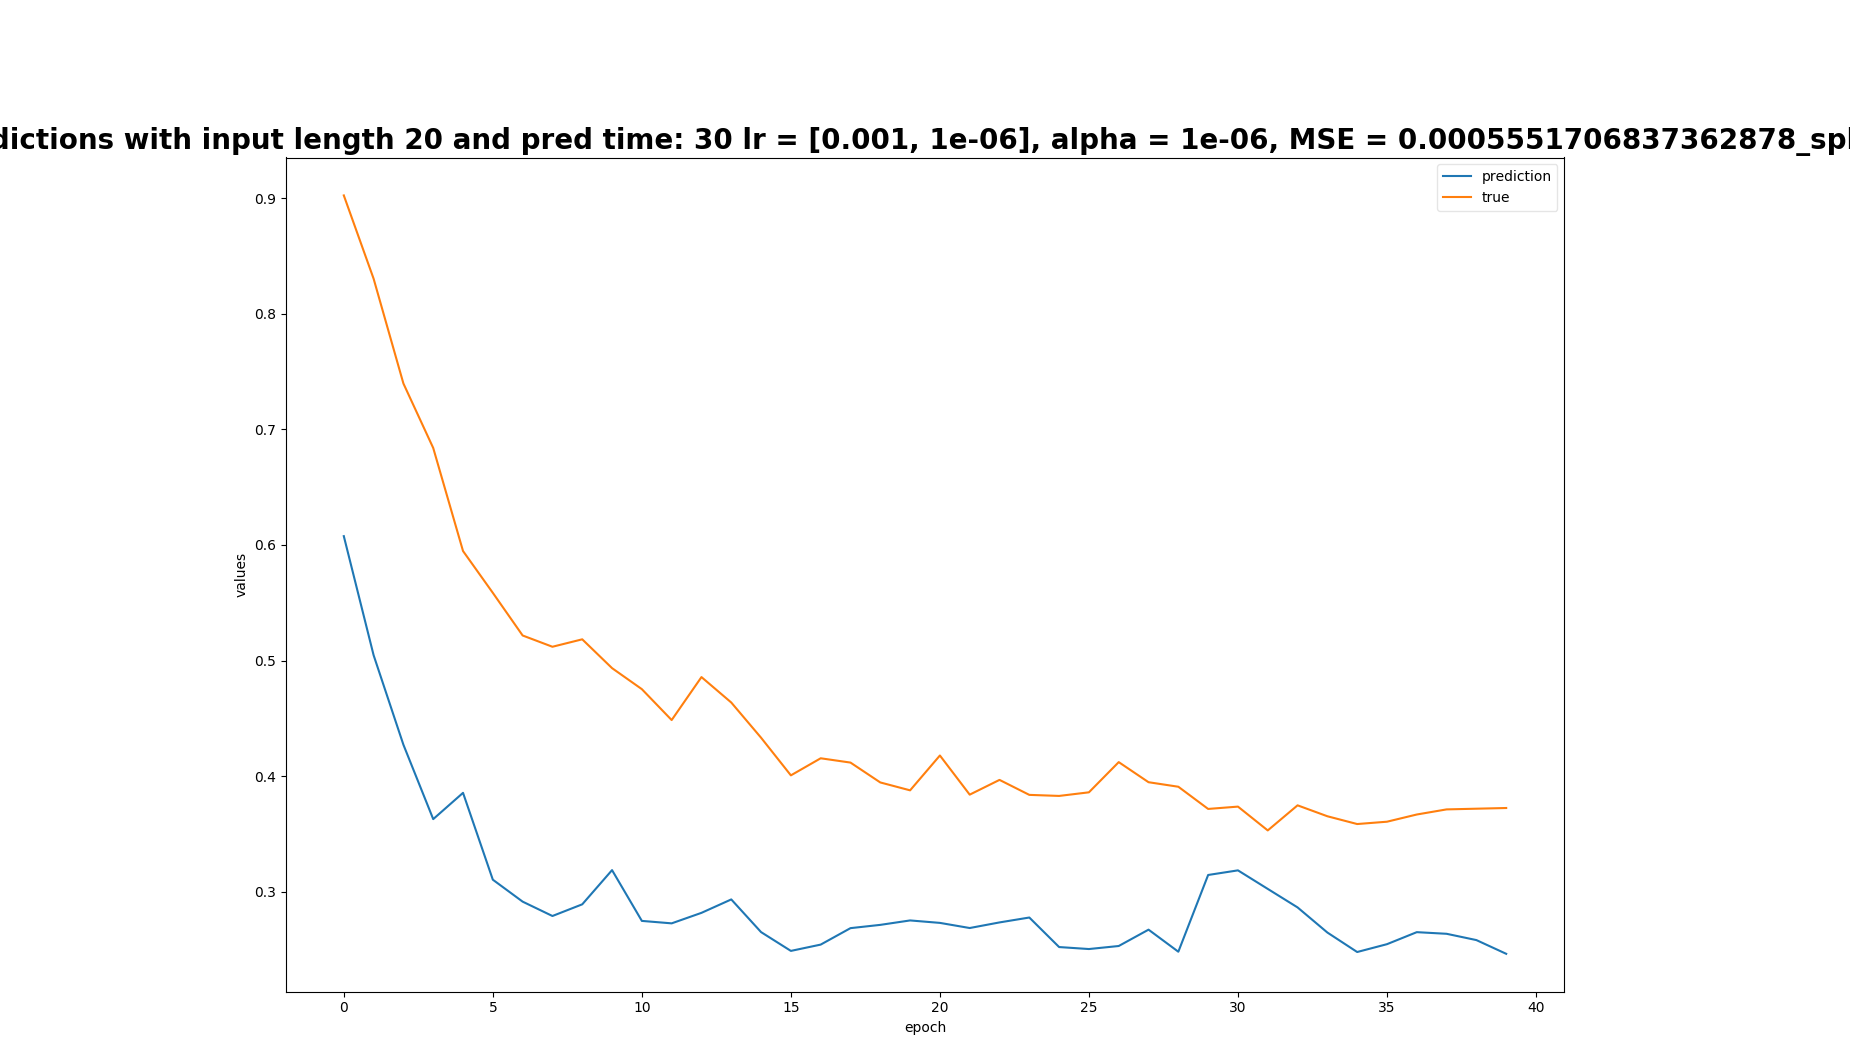 dictions with input length 20 and pred time: 30 lr = [0.001, 1e-06], alpha = 1e-06, MSE = 0.0005551706837362878_spl
prediction
true
0.9
0.8
0.7
0.6
0.5
0.4
0.3
values
0 5 10 15 20 25 30 35 40
epoch